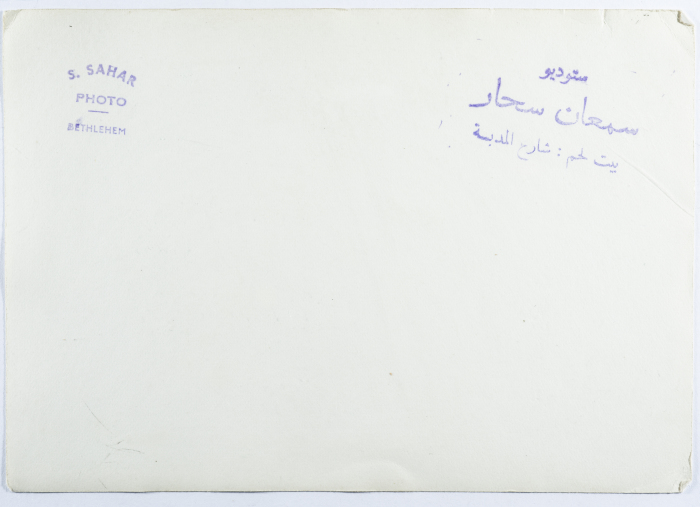 S. SAHAR
PHOTO
BETHLEHEM
ستوديو
سمعان سحار
بيت لحم : شارع المدبسة